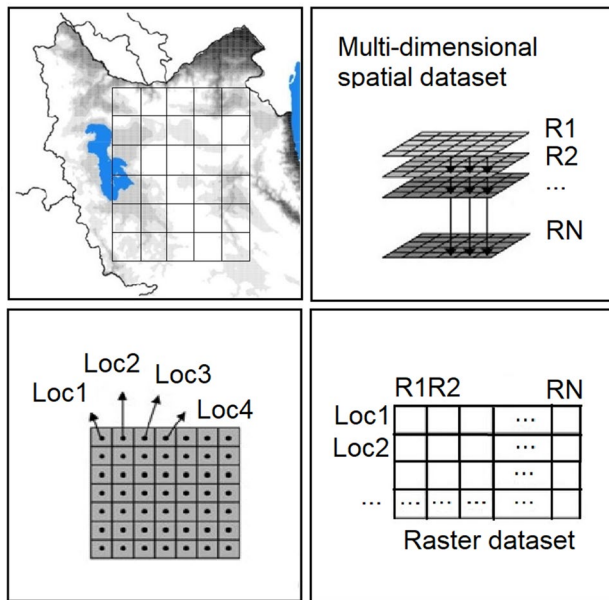 Multi-dimensional
spatial dataset
R1
R2
...
RN
Loc1
Loc2
Loc3
Loc4
R1R2 RN
Loc1 ...
Loc2 ...
...
... ... ... ... ...
Raster dataset